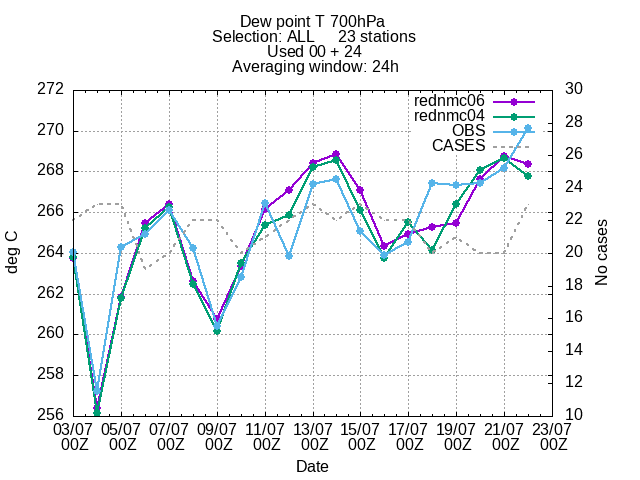 Dew point T 700hPa
Selection: ALL 23 stations
Used 00 + 24
Averaging window: 24h
272 30
rednmc06
rednmc04
OBS
CASES
270
268
266
264
262
260
258
256
28
26
24
22
20
18
16
14
12
10
deg C
No cases
03/07 05/07 07/07 09/07 11/07 13/07 15/07 17/07 19/07 21/07 23/07
00Z 00Z 00Z 00Z 00Z 00Z 00Z 00Z 00Z 00Z 00Z
Date